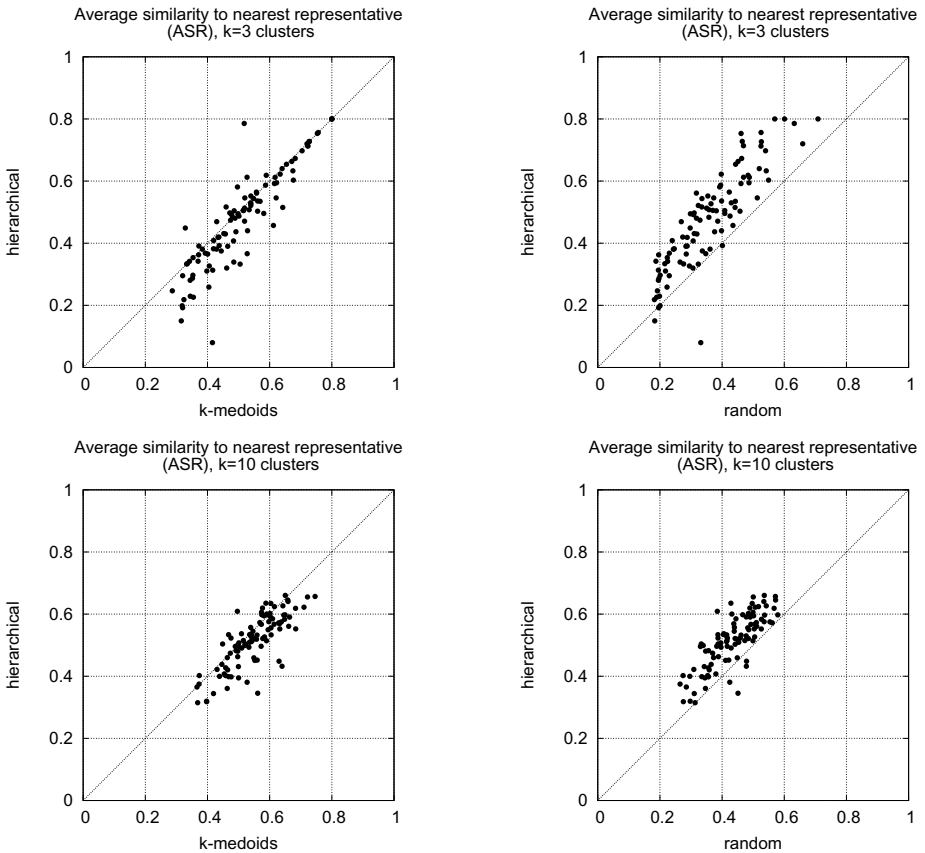 Average similarity to nearest representative
(ASR), k=3 clusters
1
0.8
0.6
0.4
0.2
0
hierarchical
0 0.2 0.4 0.6 0.8 1
k-medoids
Average similarity to nearest representative
(ASR), k=3 clusters
1
0.8
0.6
0.4
0.2
0
hierarchical
0 0.2 0.4 0.6 0.8 1
random
Average similarity to nearest representative
(ASR), k=10 clusters
1
0.8
0.6
0.4
0.2
0
hierarchical
0 0.2 0.4 0.6 0.8 1
k-medoids
Average similarity to nearest representative
(ASR), k=10 clusters
1
0.8
0.6
0.4
0.2
0
hierarchical
0 0.2 0.4 0.6 0.8 1
random